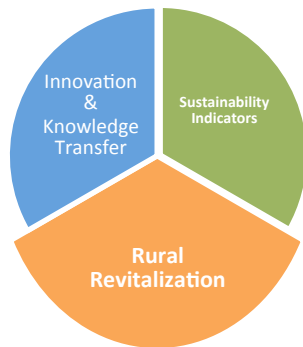 Innovation
&
Knowledge
Transfer
Sustainability
Indicators
Rural
Revitalization